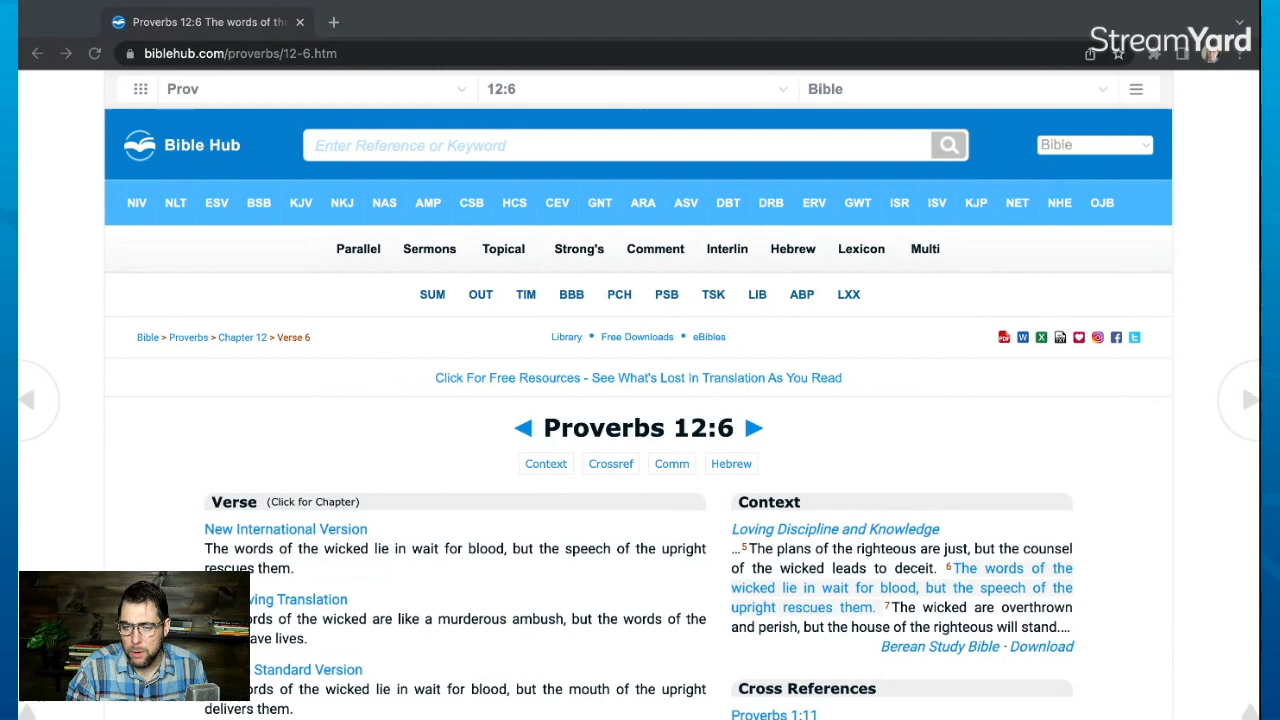 Proverbs 12:6 The words of the
StreamYard
biblehub.com/proverbs/12-6.htm
Prov
12:6
Bible
Bible Hub
Enter Reference or Keyword
Bible
NIV NLT ESV BSB KJV NKJ NAS AMP CSB HCS CEV GNT ARA ASV DBT DRB ERV GWT ISR ISV KJP NET NHE OJB
Parallel Sermons Topical Strong's Comment Interlin Hebrew Lexicon Multi
SUM OUT TIM BBB PCH PSB TSK LIB ABP LXX
Bible > Proverbs > Chapter 12 > Verse 6
Library • Free Downloads • eBibles
Click For Free Resources - See What's Lost In Translation As You Read
◄ Proverbs 12:6 ►
Context Crossref Comm Hebrew
Verse (Click for Chapter)
New International Version
The words of the wicked lie in wait for blood, but the speech of the upright
rescues them.
ving Translation
ords of the wicked are like a murderous ambush, but the words of the
ave lives.
Standard Version
ords of the wicked lie in wait for blood, but the mouth of the upright
delivers them.
Context
Loving Discipline and Knowledge
…5The plans of the righteous are just, but the counsel
of the wicked leads to deceit. 6The words of the
wicked lie in wait for blood, but the speech of the
upright rescues them. 7The wicked are overthrown
and perish, but the house of the righteous will stand.…
Berean Study Bible · Download
Cross References
Proverbs 1:11